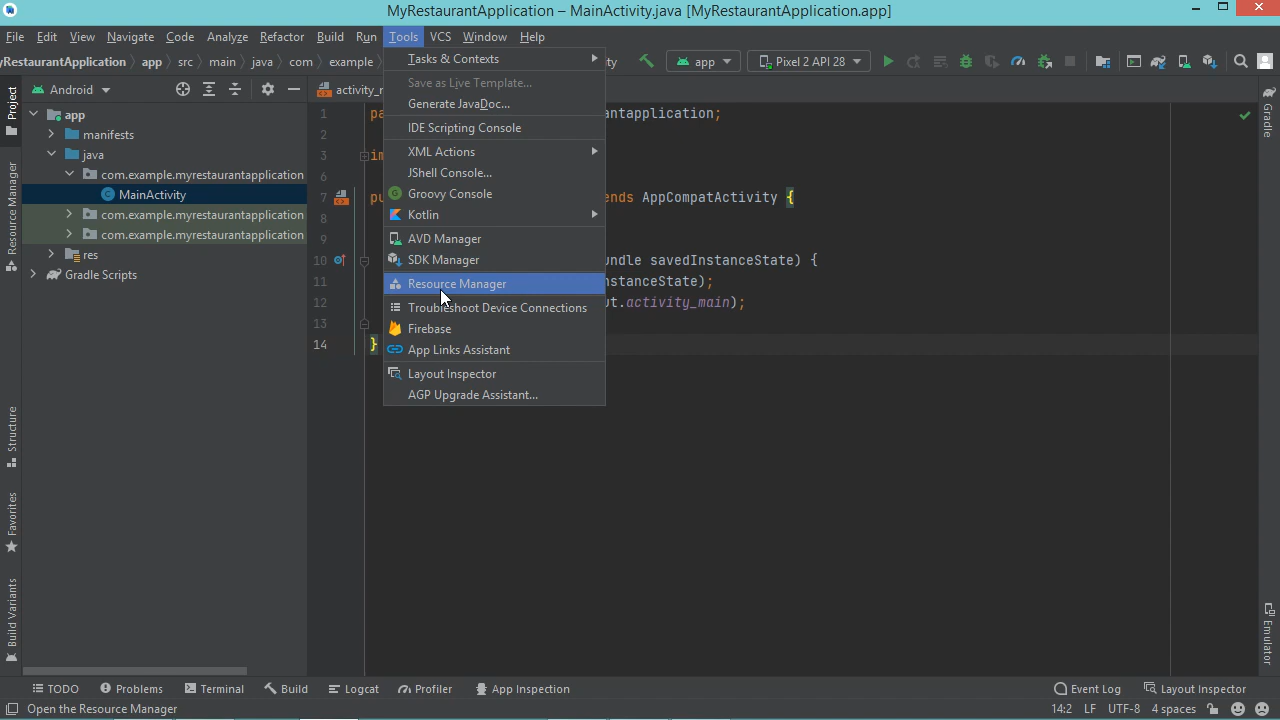 MyRestaurantApplication – MainActivity.java [MyRestaurantApplication.app]
File Edit View Navigate Code Analyze Refactor Build Run Tools VCS Window Help
yRestaurantApplication app src main java com example ty app Pixel 2 API 28
Project
Resource Manager
Structure
Favorites
Build Variants
Android
app
manifests
java
com.example.myrestaurantapplication
MainActivity
com.example.myrestaurantapplication
com.example.myrestaurantapplication
res
Gradle Scripts
Tasks & Contexts
Save as Live Template...
Generate JavaDoc...
IDE Scripting Console
XML Actions
JShell Console...
Groovy Console
Kotlin
AVD Manager
SDK Manager
Resource Manager
Troubleshoot Device Connections
Firebase
App Links Assistant
Layout Inspector
AGP Upgrade Assistant...
activity_r
1 pa antapplication;
2
3 im
6
7 pu ends AppCompatActivity {
8
9
10 undle savedInstanceState) {
11 nstanceState);
12 ut.activity_main);
13
14 }
Gradle
Emulator
TODO Problems Terminal Build Logcat Profiler App Inspection Event Log Layout Inspector
Open the Resource Manager 14:2 LF UTF-8 4 spaces